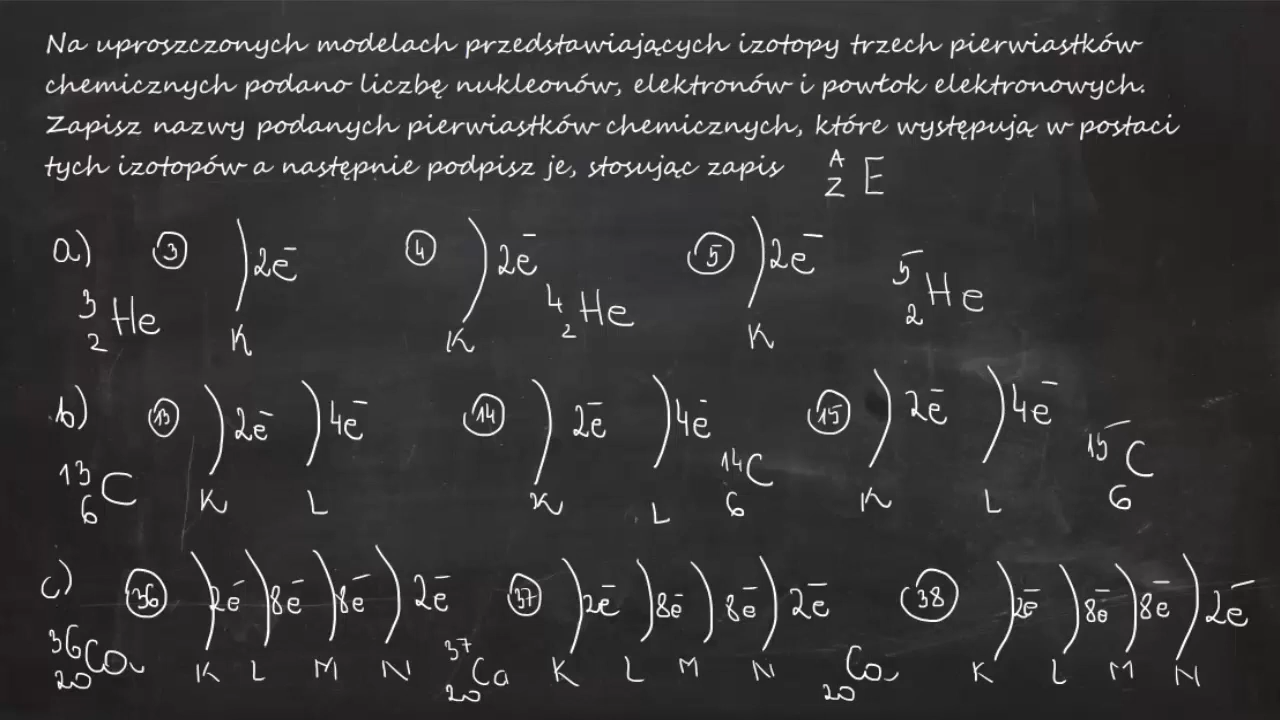 Na uproszczonych modelach przedstawiających izotopy trzech pierwiastków
chemicznych podano liczbę nukleonów, elektronów i powłok elektronowych.
Zapisz nazwy podanych pierwiastków chemicznych, które występują w postaci
tych izotopów a następnie podpisz je, stosując zapis A Z E
a) 3 2e⁻ 4 2e⁻ 5 2e⁻
3 2 He K K 4 2 He K 5 2 He
b) 13 2e⁻ 4e⁻ 14 2e⁻ 4e⁻ 15 2e⁻ 4e⁻
13 6 C K L K L 14 6 C K L 15 6 C
c) 36 2e⁻ 8e⁻ 8e⁻ 2e⁻ 37 2e⁻ 8e⁻ 8e⁻ 2e⁻ 38 2e⁻ 8e⁻ 8e⁻ 2e⁻
36 20 Ca K L M N 37 20 Ca K L M N 20 Ca K L M N